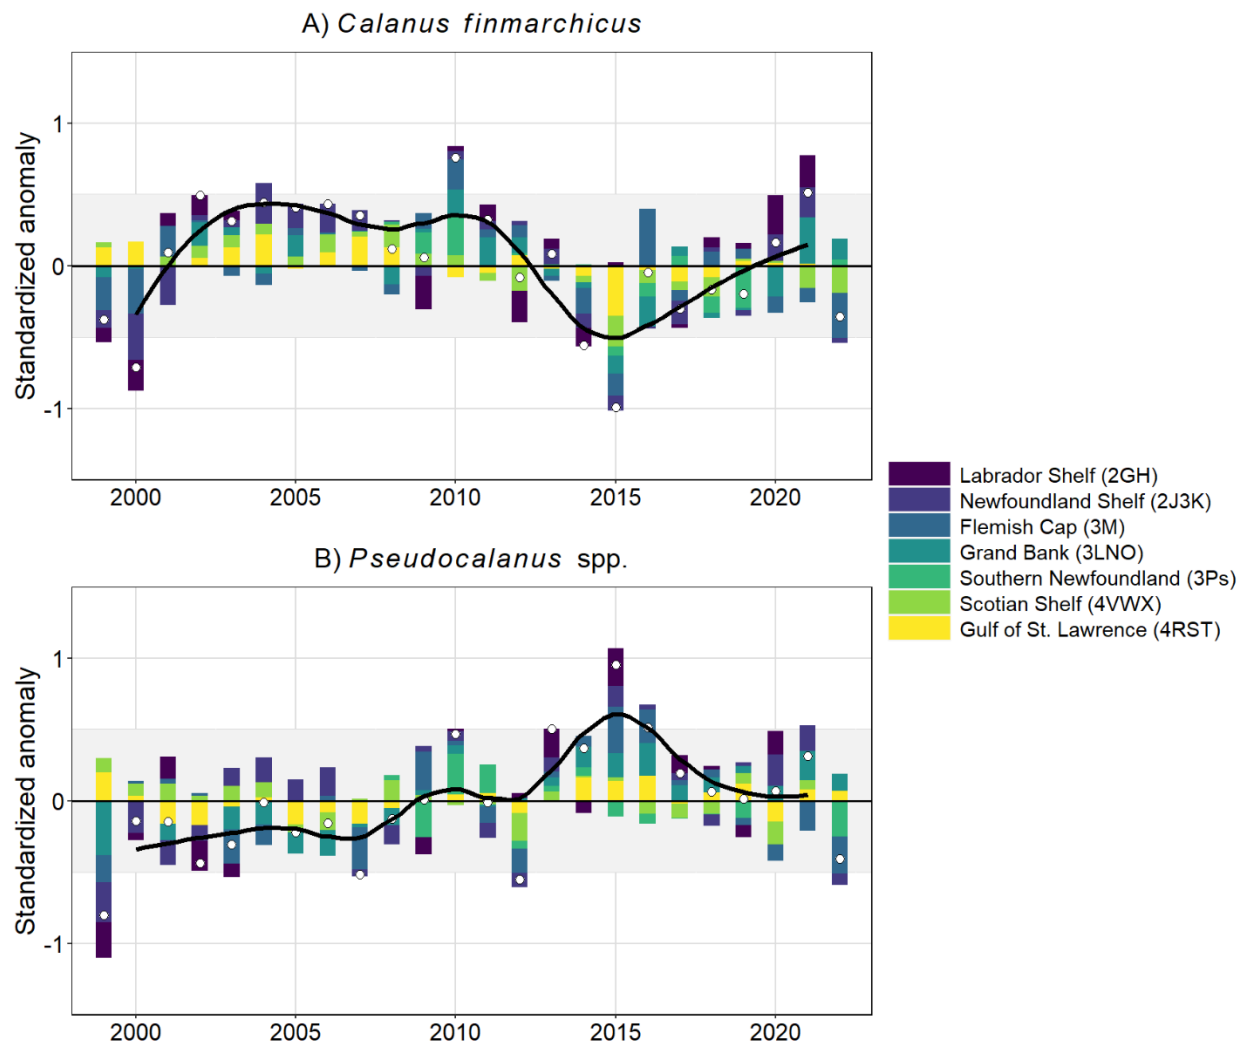 A) Calanus finmarchicus
Standardized anomaly
1
0
-1
2000 2005 2010 2015 2020
Labrador Shelf (2GH)
Newfoundland Shelf (2J3K)
Flemish Cap (3M)
Grand Bank (3LNO)
Southern Newfoundland (3Ps)
Scotian Shelf (4VWX)
Gulf of St. Lawrence (4RST)
B) Pseudocalanus spp.
Standardized anomaly
1
0
-1
2000 2005 2010 2015 2020